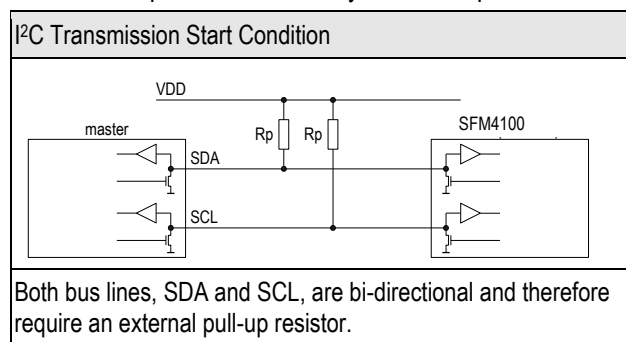 I²C Transmission Start Condition
VDD
master
Rp
Rp
SFM4100
SDA
SCL
Both bus lines, SDA and SCL, are bi-directional and therefore
require an external pull-up resistor.